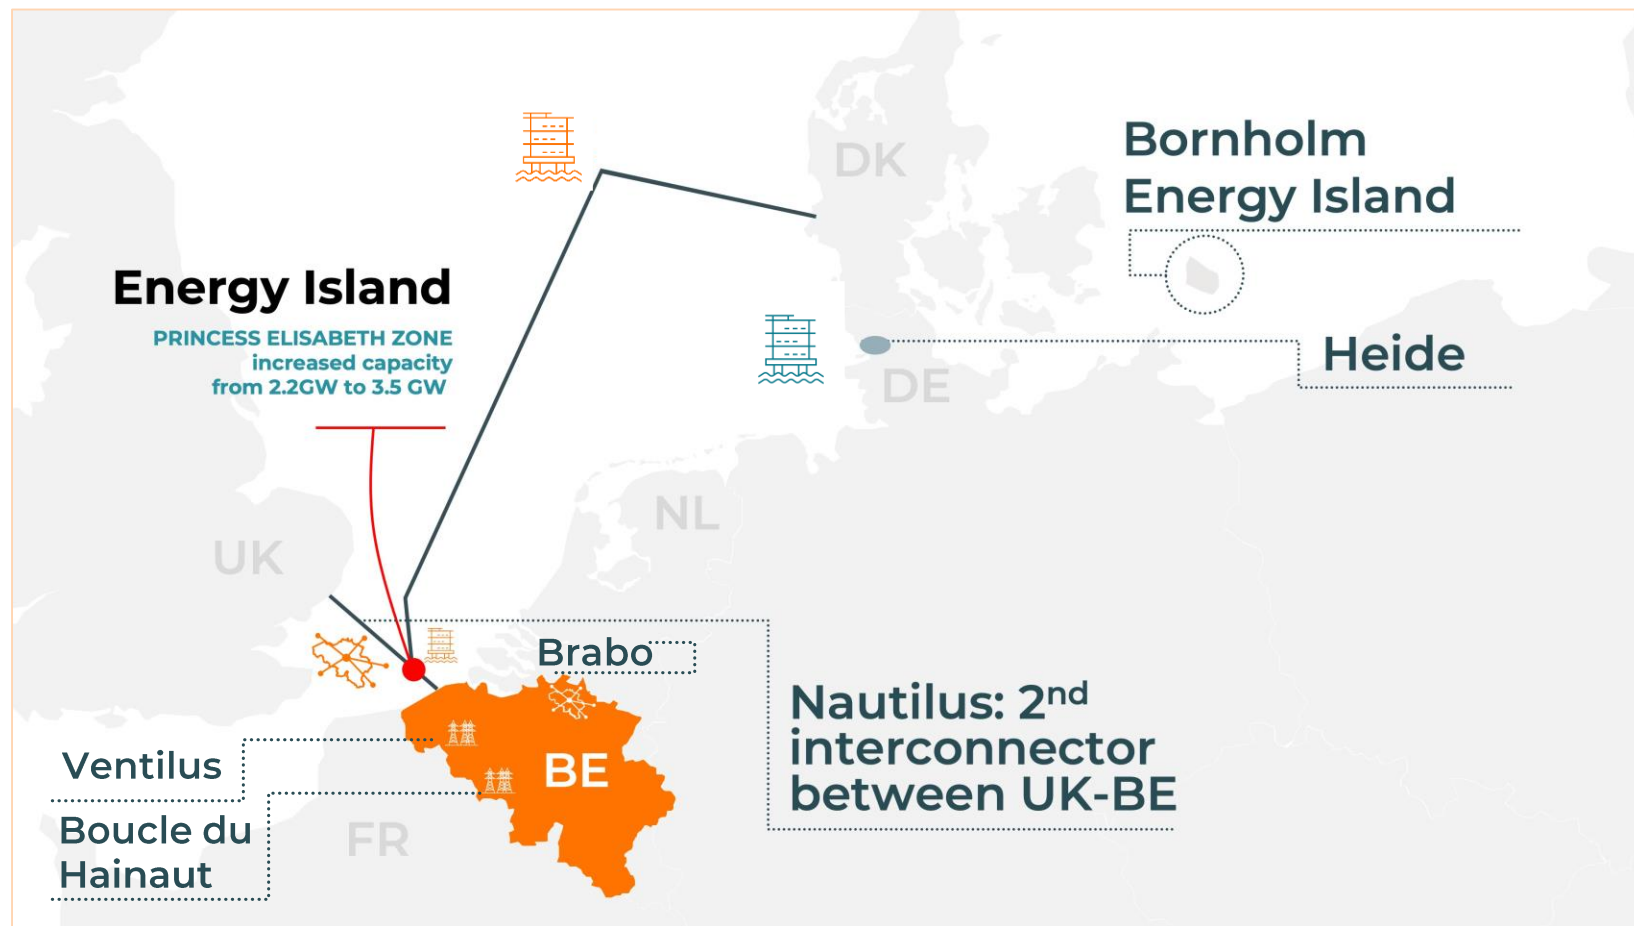 DK
Bornholm
Energy Island
Energy Island
PRINCESS ELISABETH ZONE
increased capacity
from 2.2GW to 3.5 GW
Heide
DE
NL
UK
Brabo
Nautilus: 2nd
interconnector
between UK-BE
Ventilus
BE
Boucle du
Hainaut
FR